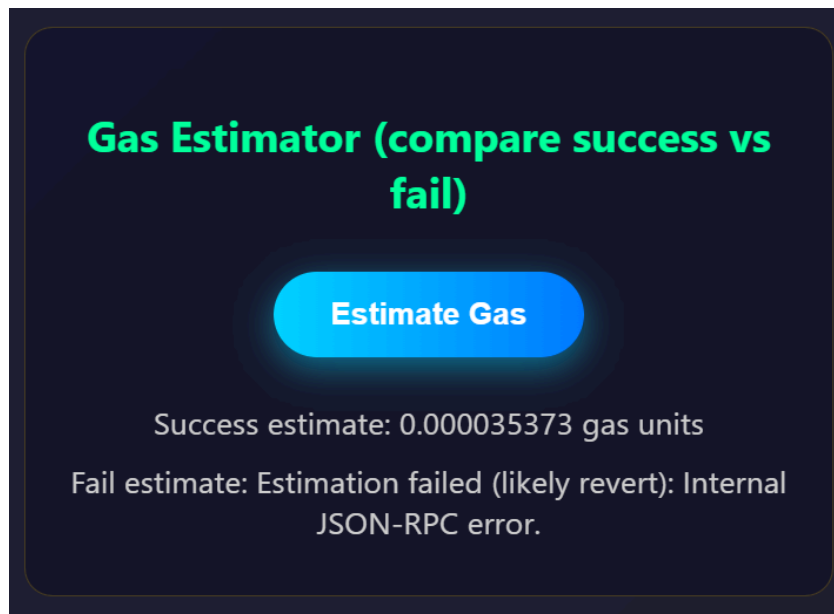 Gas Estimator (compare success vs
fail)
Estimate Gas
Success estimate: 0.000035373 gas units
Fail estimate: Estimation failed (likely revert): Internal
JSON-RPC error.